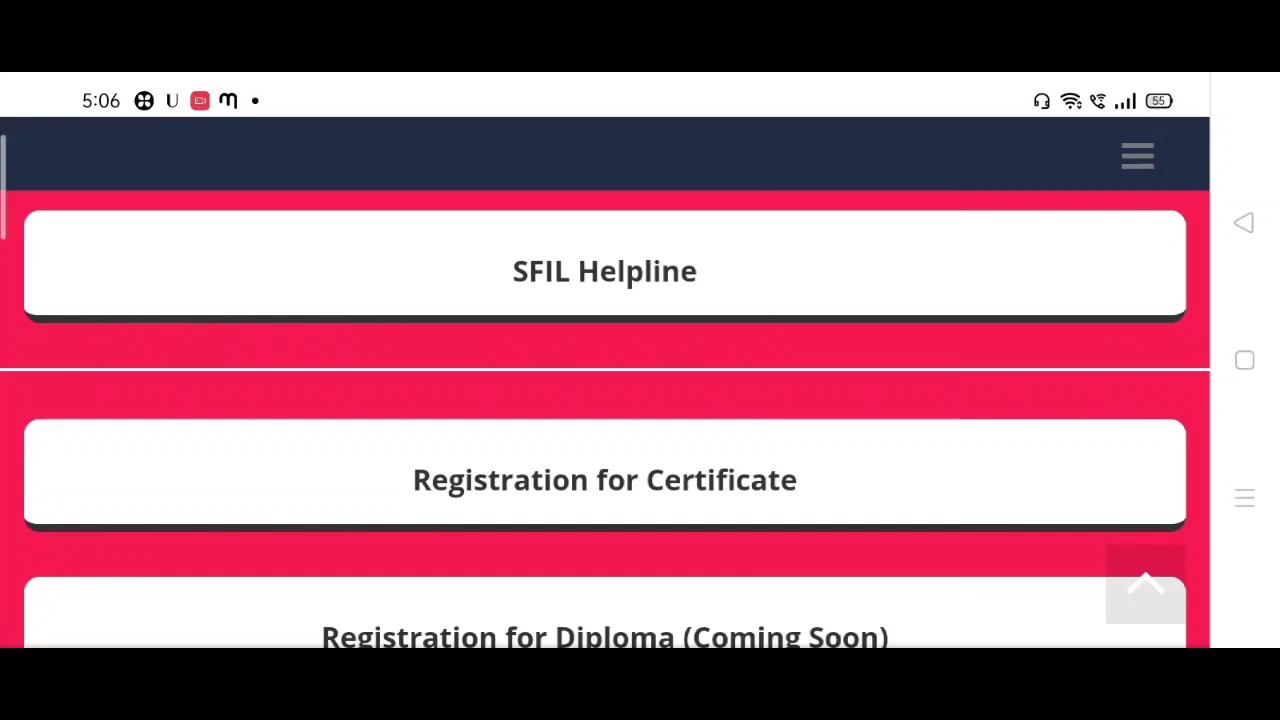 5:06 U 55
SFIL Helpline
Registration for Certificate
Registration for Diploma (Coming Soon)